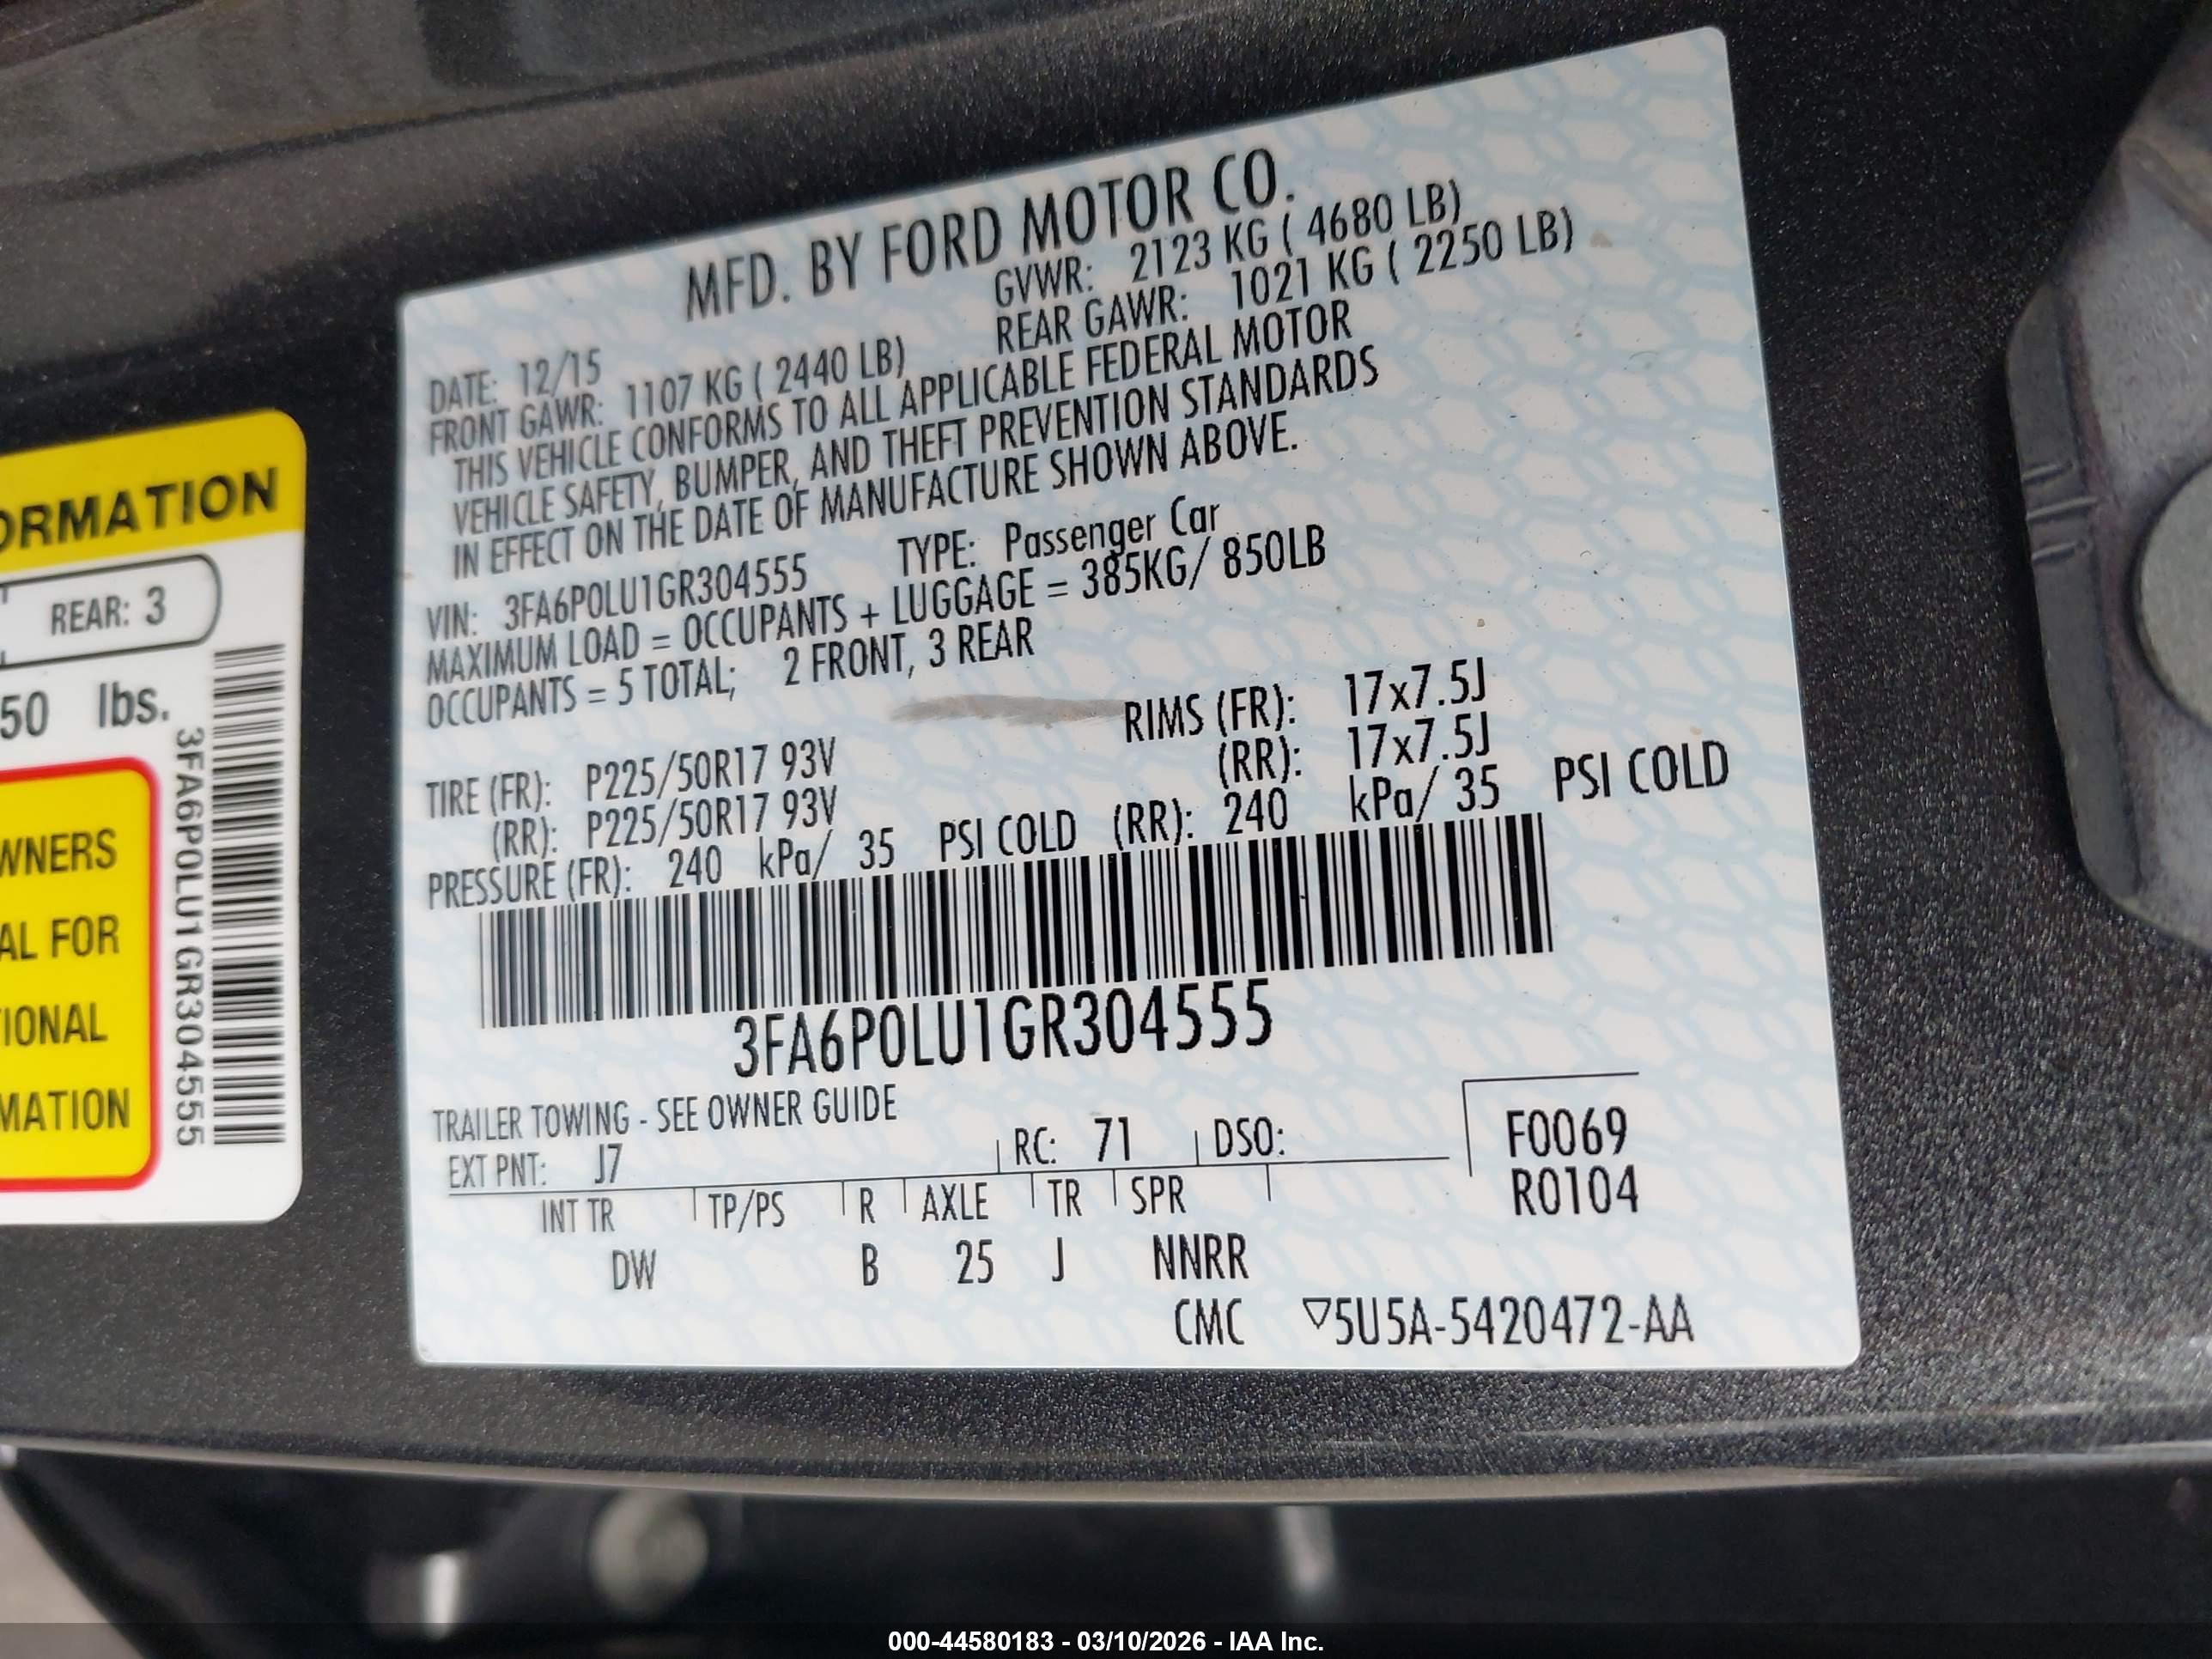 MFD. BY FORD MOTOR CO.
DATE: 12/15 GVWR: 2123 KG ( 4680 LB)
FRONT GAWR: 1107 KG ( 2440 LB) REAR GAWR: 1021 KG ( 2250 LB)
THIS VEHICLE CONFORMS TO ALL APPLICABLE FEDERAL MOTOR
VEHICLE SAFETY, BUMPER, AND THEFT PREVENTION STANDARDS
IN EFFECT ON THE DATE OF MANUFACTURE SHOWN ABOVE.
VIN: 3FA6P0LU1GR304555 TYPE: Passenger Car
MAXIMUM LOAD = OCCUPANTS + LUGGAGE = 385KG/ 850LB
OCCUPANTS = 5 TOTAL; 2 FRONT, 3 REAR
TIRE (FR): P225/50R17 93V RIMS (FR): 17x7.5J
(RR): P225/50R17 93V (RR): 17x7.5J
PRESSURE (FR): 240 kPa/ 35 PSI COLD (RR): 240 kPa/ 35 PSI COLD
3FA6P0LU1GR304555
TRAILER TOWING - SEE OWNER GUIDE
EXT PNT: J7 RC: 71 DSO:
F0069
R0104
INT TR TP/PS R AXLE TR SPR
DW B 25 J NNRR
CMC ▽5U5A-5420472-AA
REAR: 3
50 lbs.
FOR
3FA6P0LU1GR304555
000-44580183 - 03/10/2026 - IAA Inc.